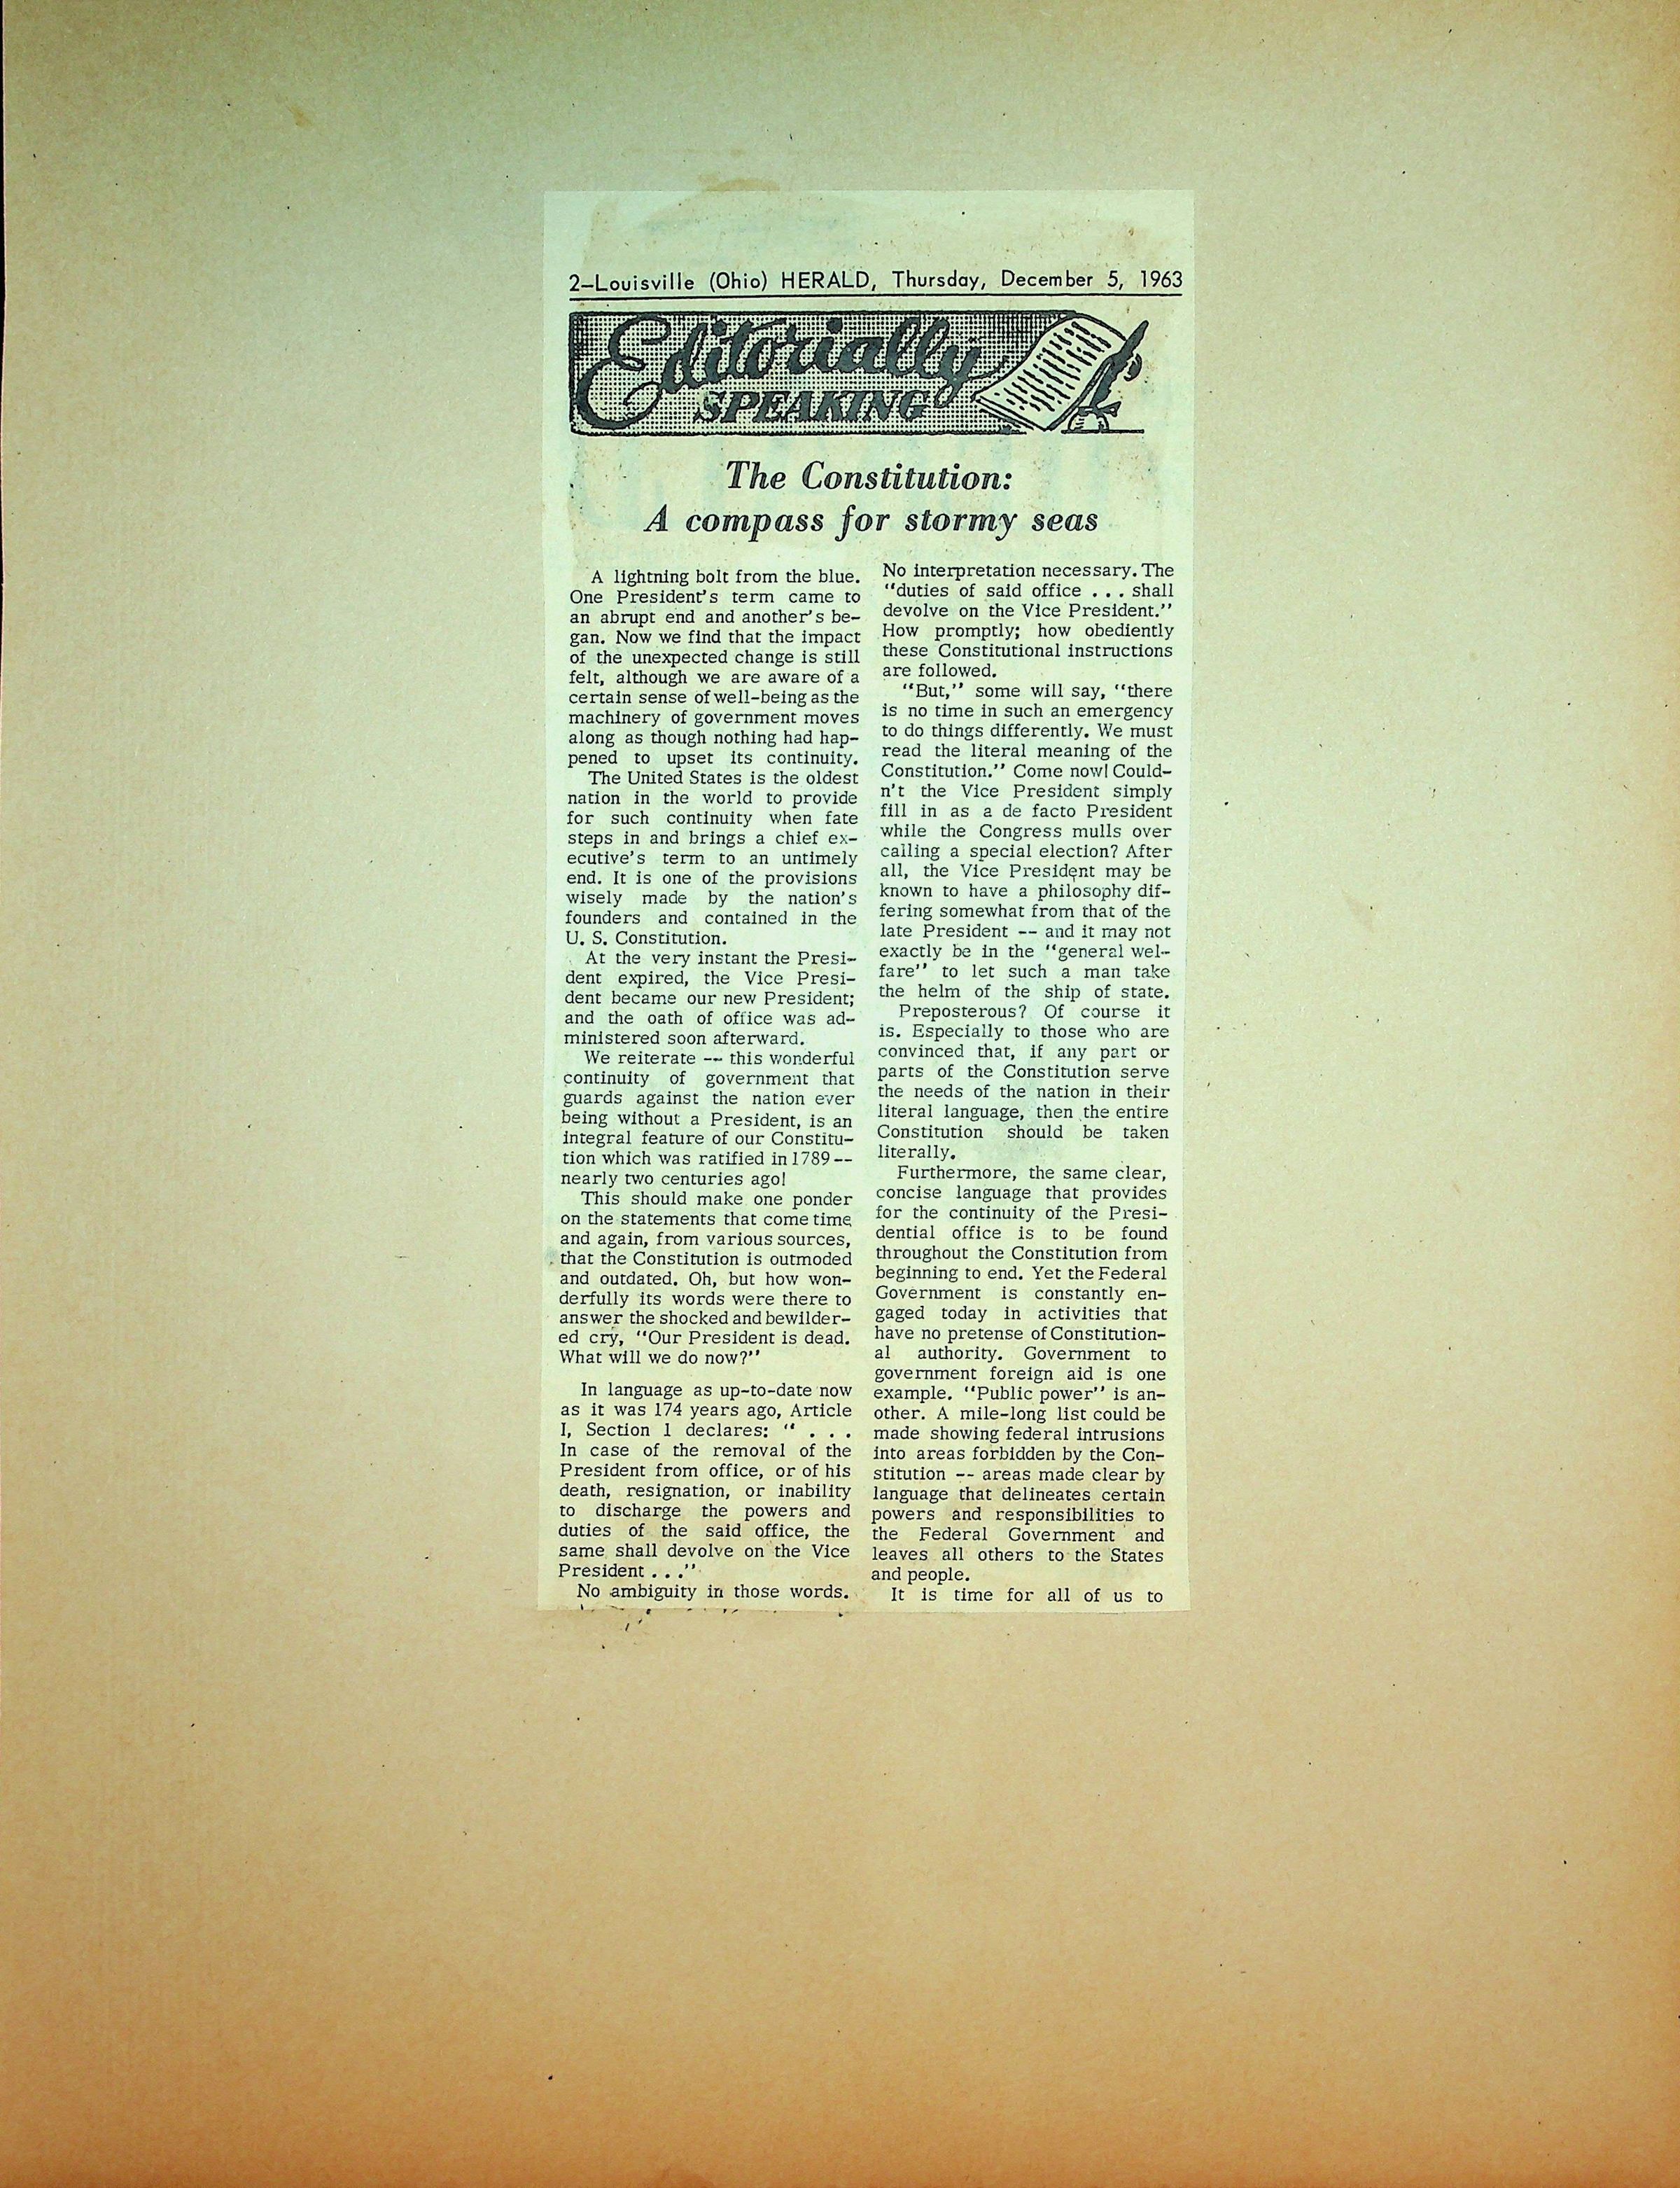 2–Louisville (Ohio) HERALD, Thursday, December 5, 1963
Editorially
SPEAKING
The Constitution:
A compass for stormy seas
A lightning bolt from the blue.
One President's term came to
an abrupt end and another's be-
gan. Now we find that the impact
of the unexpected change is still
felt, although we are aware of a
certain sense of well-being as the
machinery of government moves
along as though nothing had hap-
pened to upset its continuity.
The United States is the oldest
nation in the world to provide
for such continuity when fate
steps in and brings a chief ex-
ecutive's term to an untimely
end. It is one of the provisions
wisely made by the nation's
founders and contained in the
U. S. Constitution.
At the very instant the Presi-
dent expired, the Vice Presi-
dent became our new President;
and the oath of office was ad-
ministered soon afterward.
We reiterate -- this wonderful
continuity of government that
guards against the nation ever
being without a President, is an
integral feature of our Constitu-
tion which was ratified in 1789 --
nearly two centuries ago!
This should make one ponder
on the statements that come time
and again, from various sources,
that the Constitution is outmoded
and outdated. Oh, but how won-
derfully its words were there to
answer the shocked and bewilder-
ed cry, "Our President is dead.
What will we do now?"
In language as up-to-date now
as it was 174 years ago, Article
I, Section 1 declares: " . . .
In case of the removal of the
President from office, or of his
death, resignation, or inability
to discharge the powers and
duties of the said office, the
same shall devolve on the Vice
President . . ."
No ambiguity in those words.
No interpretation necessary. The
"duties of said office . . . shall
devolve on the Vice President."
How promptly; how obediently
these Constitutional instructions
are followed.
"But," some will say, "there
is no time in such an emergency
to do things differently. We must
read the literal meaning of the
Constitution." Come now! Could-
n't the Vice President simply
fill in as a de facto President
while the Congress mulls over
calling a special election? After
all, the Vice President may be
known to have a philosophy dif-
fering somewhat from that of the
late President -- and it may not
exactly be in the "general wel-
fare" to let such a man take
the helm of the ship of state.
Preposterous? Of course it
is. Especially to those who are
convinced that, if any part or
parts of the Constitution serve
the needs of the nation in their
literal language, then the entire
Constitution should be taken
literally.
Furthermore, the same clear,
concise language that provides
for the continuity of the Presi-
dential office is to be found
throughout the Constitution from
beginning to end. Yet the Federal
Government is constantly en-
gaged today in activities that
have no pretense of Constitution-
al authority. Government to
government foreign aid is one
example. "Public power" is an-
other. A mile-long list could be
made showing federal intrusions
into areas forbidden by the Con-
stitution -- areas made clear by
language that delineates certain
powers and responsibilities to
the Federal Government and
leaves all others to the States
and people.
It is time for all of us to